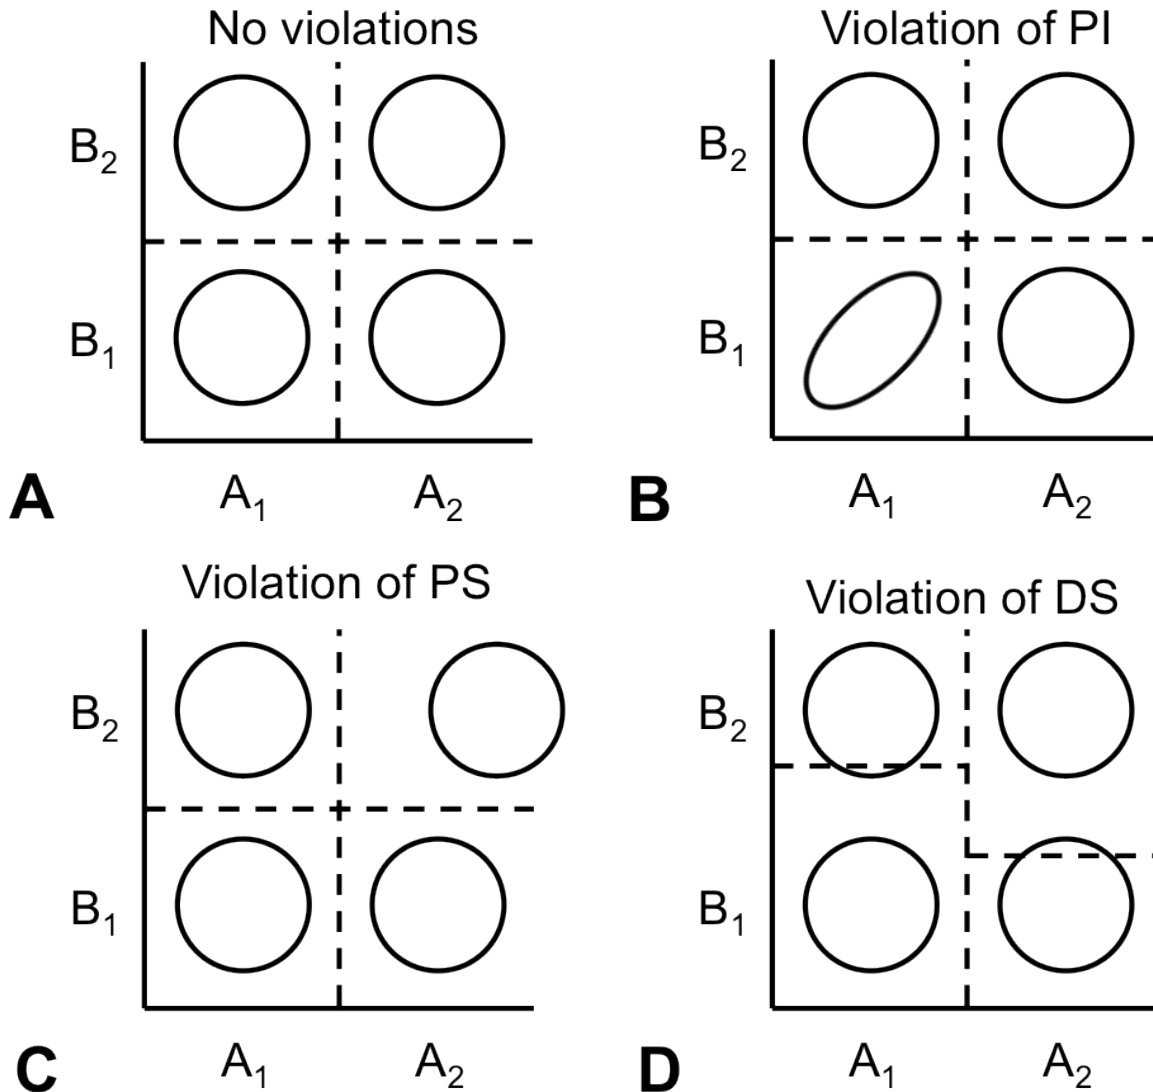 No violations
B₂
B₁
A₁ A₂
A
Violation of PI
B₂
B₁
A₁ A₂
B
Violation of PS
B₂
B₁
A₁ A₂
C
Violation of DS
B₂
B₁
A₁ A₂
D